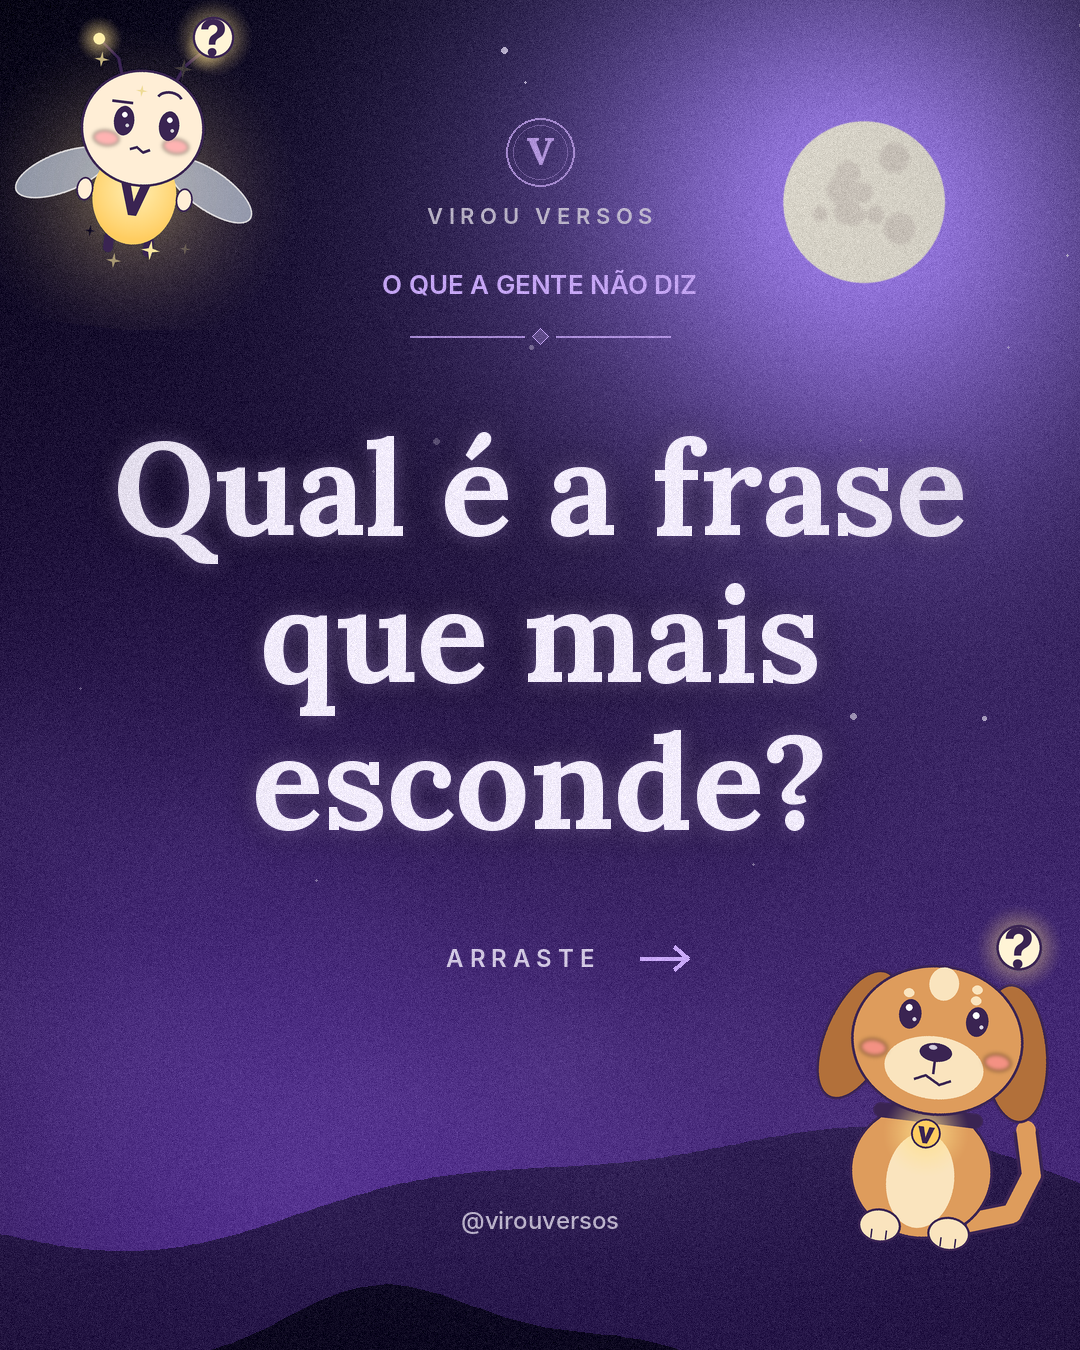 ?
V
V
VIROU VERSOS
O QUE A GENTE NÃO DIZ
Qual é a frase
que mais
esconde?
ARRASTE
?
V
@virouversos